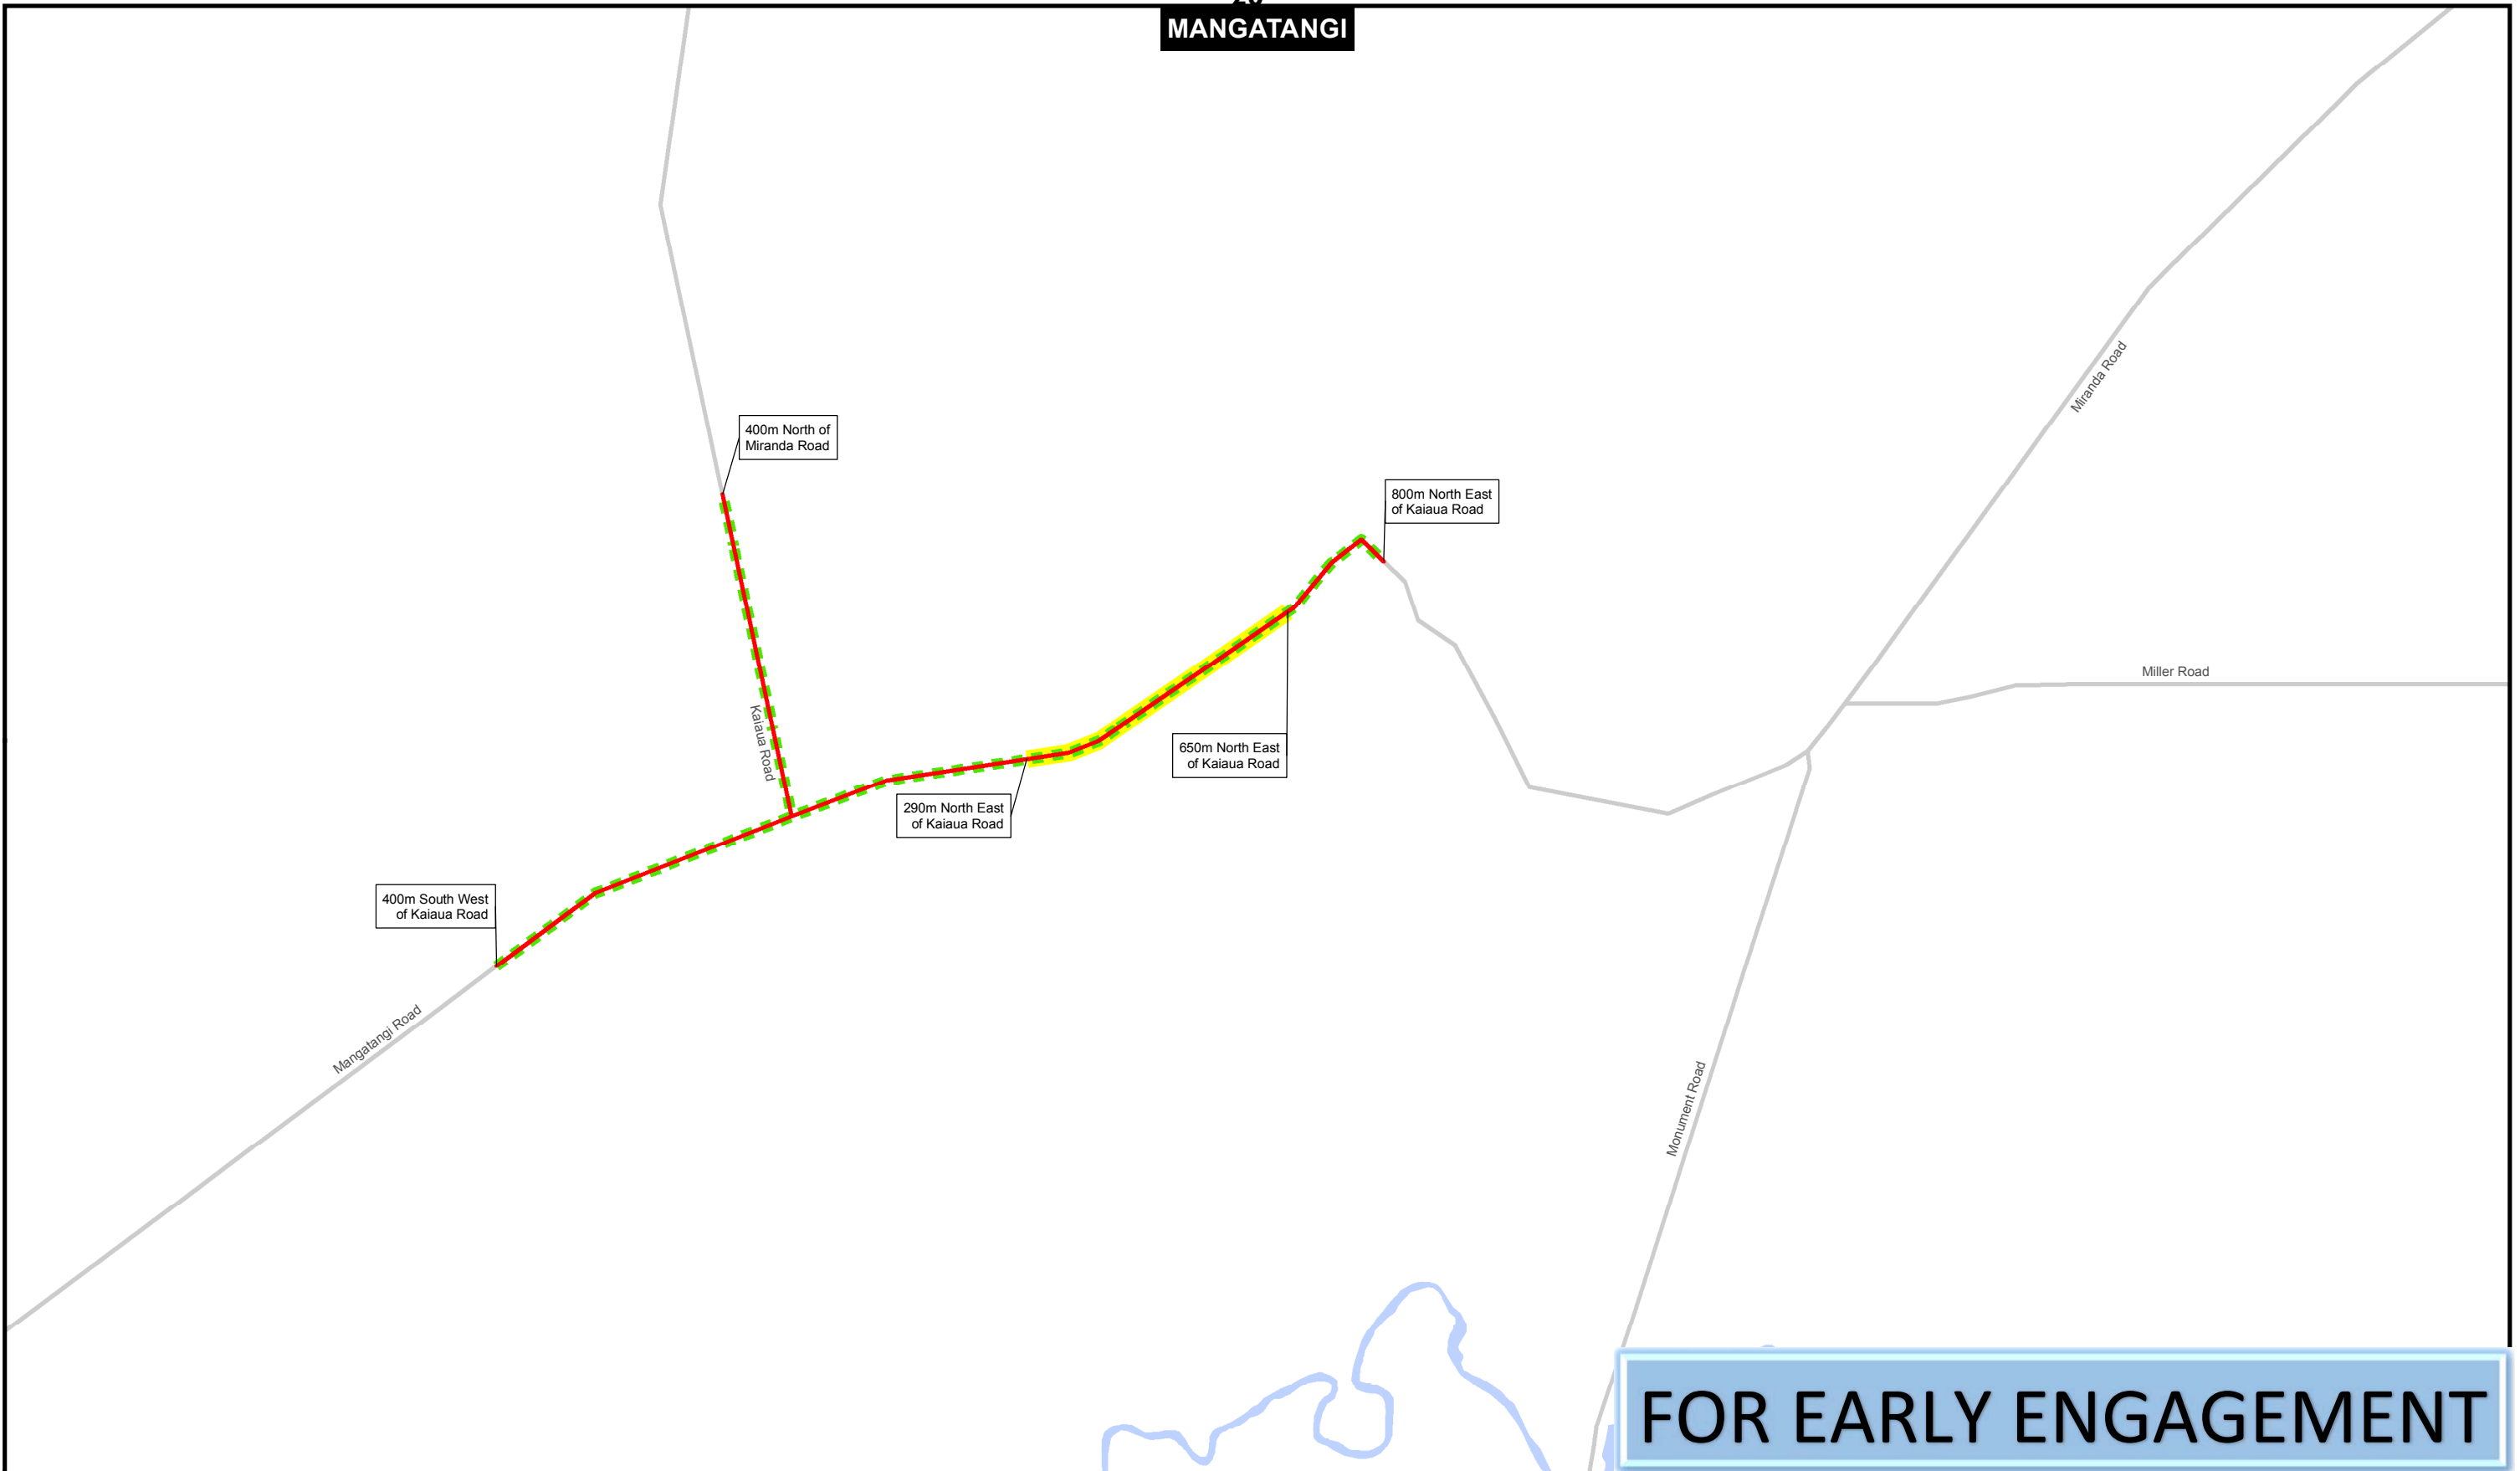 MANGATANGI
400m North of
Miranda Road
800m North East
of Kaiaua Road
Miranda Road
Miller Road
Kaiaua Road
650m North East
of Kaiaua Road
290m North East
of Kaiaua Road
400m South West
of Kaiaua Road
Mangatangi Road
Monument Road
FOR EARLY ENGAGEMENT